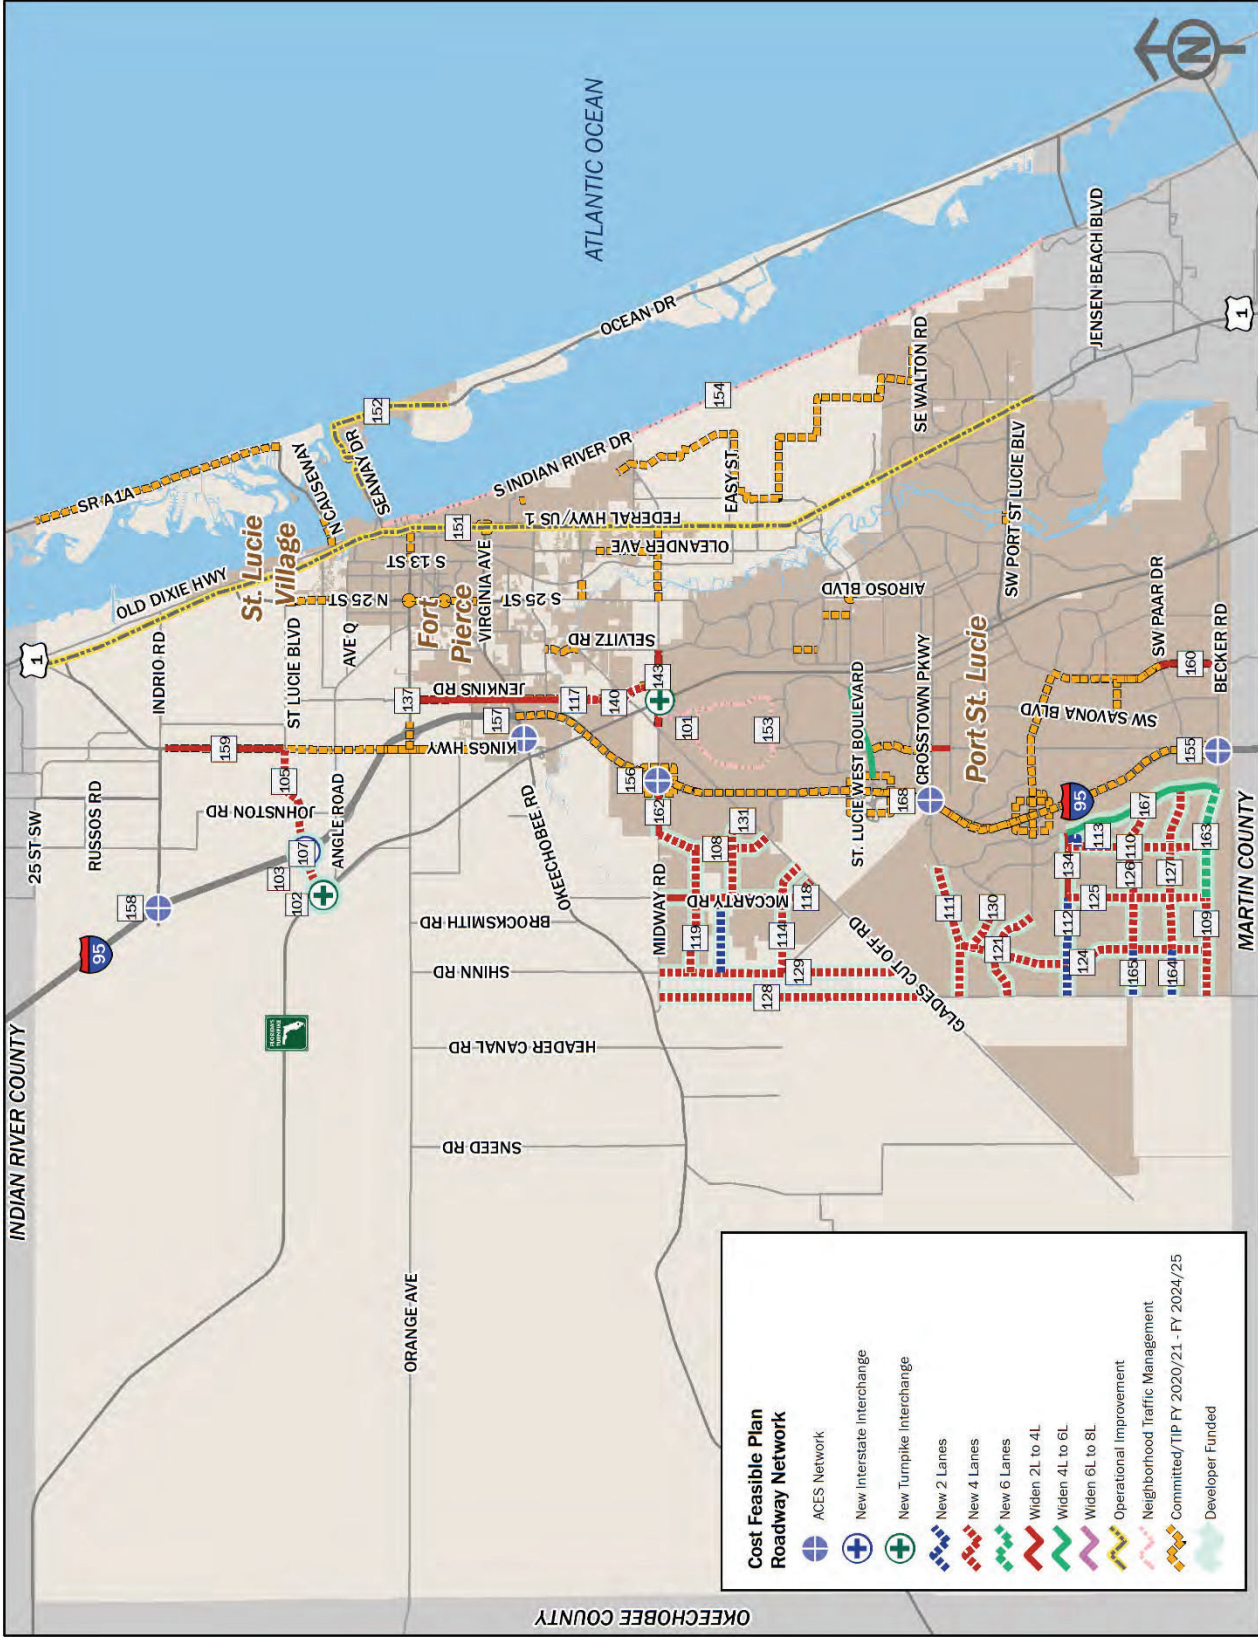 INDIAN RIVER COUNTY
OKEECHOBEE COUNTY
MARTIN COUNTY
ATLANTIC OCEAN
N
25 ST SW
RUSSOS RD
INDRIO RD
1
95
158
159
OLD DIXIE HWY
SR A1A
St. Lucie
Village
ST LUCIE BLVD
N CAUSEWAY
SEAWAY DR
JOHNSTON RD
105
103
107
102
ANGLE ROAD
AVE Q
N 25 ST
S 13 ST
152
FLORIDA'S
TURNPIKE
ORANGE AVE
137
Fort
Pierce
151
KINGS HWY
JENKINS RD
157
VIRGINIA AVE
S 25 ST
117
140
S INDIAN RIVER DR
OCEAN DR
SNEED RD
HEADER CANAL RD
SHINN RD
BROCKSMITH RD
OKEECHOBEE RD
FEDERAL HWY/US 1
OLEANDER AVE
SELVITZ RD
143
101
156
162
MIDWAY RD
154
EASY ST
153
108
131
119
MCCARTY RD
118
114
129
128
GLADES CUT OFF RD
ST. LUCIE WEST BOULEVARD
AIROSO BLVD
CROSSTOWN PKWY
168
SE WALTON RD
Port St. Lucie
SW PORT ST LUCIE BLV
JENSEN BEACH BLVD
1
111
130
121
SW SAVONA BLVD
SW PAAR DR
160
BECKER RD
155
95
134
113
167
110
163
112
125
126
127
124
165
164
109
Cost Feasible Plan
Roadway Network
ACES Network
New Interstate Interchange
New Turnpike Interchange
New 2 Lanes
New 4 Lanes
New 6 Lanes
Widen 2L to 4L
Widen 4L to 6L
Widen 6L to 8L
Operational Improvement
Neighborhood Traffic Management
Committed/TIP FY 2020/21 - FY 2024/25
Developer Funded